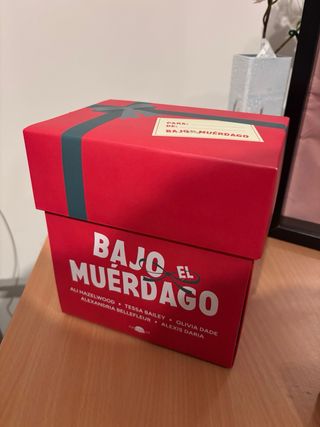 PARA:
DE:
BAJO EL MUÉRDAGO
BAJO EL
MUÉRDAGO
ALI HAZELWOOD • TESSA BAILEY • OLIVIA DADE
ALEXANDRIA BELLEFLEUR • ALEXIS DARIA